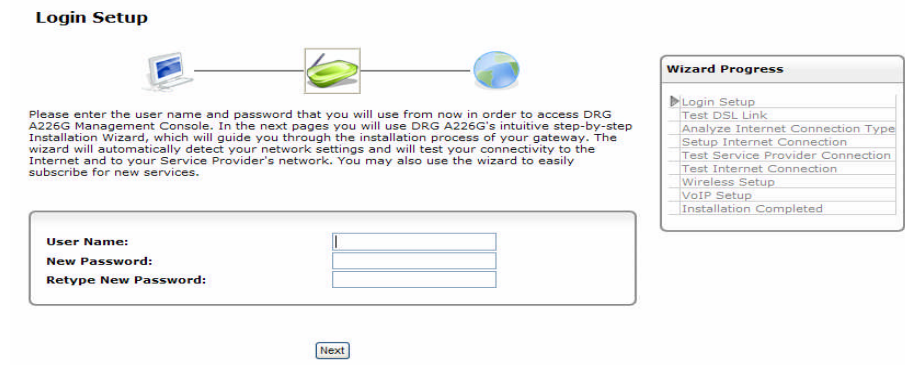 Login Setup
Please enter the user name and password that you will use from now in order to access DRG
A226G Management Console. In the next pages you will use DRG A226G's intuitive step-by-step
Installation Wizard, which will guide you through the installation process of your gateway. The
wizard will automatically detect your network settings and will test your connectivity to the
Internet and to your Service Provider's network. You may also use the wizard to easily
subscribe for new services.
User Name:
New Password:
Retype New Password:
Next
Wizard Progress
Login Setup
Test DSL Link
Analyze Internet Connection Type
Setup Internet Connection
Test Service Provider Connection
Test Internet Connection
Wireless Setup
VoIP Setup
Installation Completed